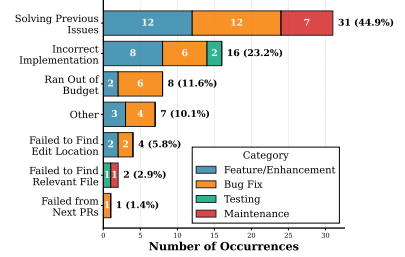 Solving Previous
Issues
12 12 7 31 (44.9%)
Incorrect
Implementation
8 6 2 16 (23.2%)
Ran Out of
Budget
2 6 8 (11.6%)
Other
3 4 7 (10.1%)
Failed to Find
Edit Location
2 2 4 (5.8%)
Failed to Find
Relevant File
1 1 2 (2.9%)
Failed from
Next PRs
1 1 (1.4%)
Category
Feature/Enhancement
Bug Fix
Testing
Maintenance
0 5 10 15 20 25 30
Number of Occurrences